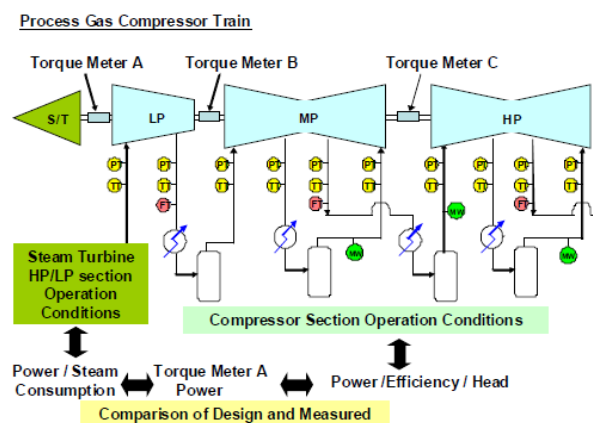 Process Gas Compressor Train
Torque Meter A
Torque Meter B
Torque Meter C
S/T
LP
MP
HP
PT
PT
PT
PT
PT
PT
PT
PT
PT
TT
TT
TT
TT
TT
TT
TT
TT
TT
FT
FT
FT
MW
MW
MW
Steam Turbine
HP/LP section
Operation
Conditions
Compressor Section Operation Conditions
Power / Steam
Consumption
Torque Meter A
Power
Power /Efficiency / Head
Comparison of Design and Measured